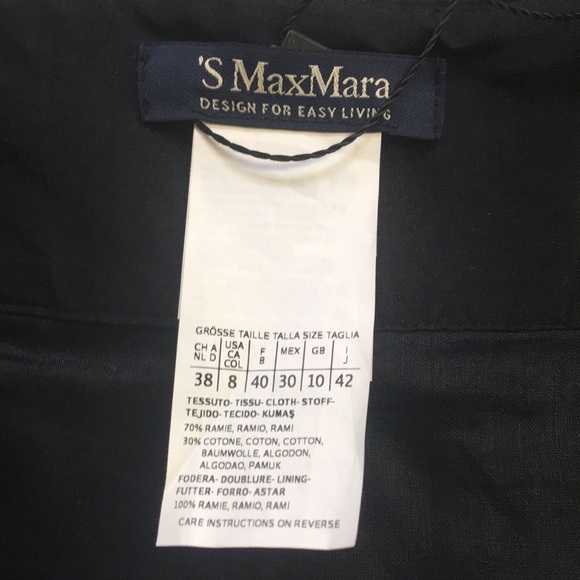 'S MaxMara
DESIGN FOR EASY LIVING
GRÖSSE TAILLE TALLA SIZE TAGLIA
CH A NL D USA CA COL F B MEX GB I J
38 8 40 30 10 42
TESSUTO- TISSU- CLOTH- STOFF-
TEJIDO- TECIDO- KUMAŞ
70% RAMIE, RAMIO, RAMI
30% COTONE, COTON, COTTON,
BAUMWOLLE, ALGODON,
ALGODAO, PAMUK
FODERA- DOUBLURE- LINING-
FUTTER- FORRO- ASTAR
100% RAMIE, RAMIO, RAMI
CARE INSTRUCTIONS ON REVERSE